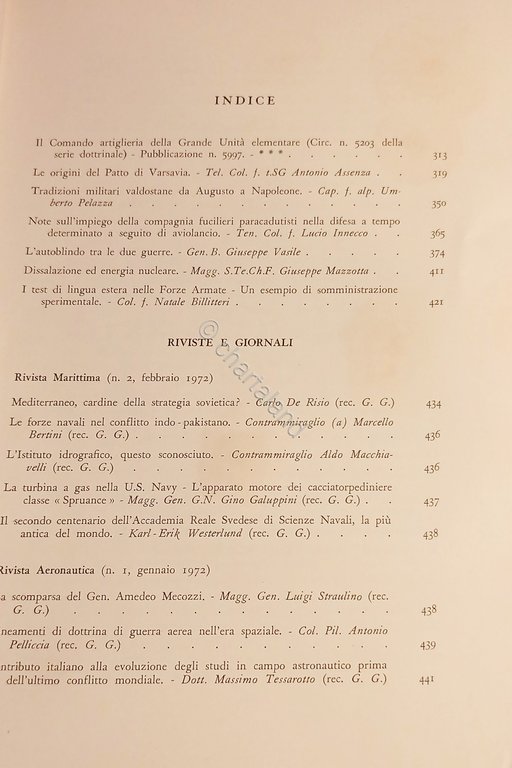 INDICE
Il Comando artiglieria della Grande Unità elementare (Circ. n. 5203 della
serie dottrinale) - Pubblicazione n. 5997. - * * * . . . . . . 313
Le origini del Patto di Varsavia. - Tel. Col. f. t.SG Antonio Assenza . . 319
Tradizioni militari valdostane da Augusto a Napoleone. - Cap. f. alp. Um-
berto Pelazza . . . . . . . . . . . . . 350
Note sull'impiego della compagnia fucilieri paracadutisti nella difesa a tempo
determinato a seguito di aviolancio. - Ten. Col. f. Lucio Innecco . . 365
L'autoblindo tra le due guerre. - Gen. B. Giuseppe Vasile . . . . . 374
Dissalazione ed energia nucleare. - Magg. S.Te.Ch.F. Giuseppe Mazzotta . . 411
I test di lingua estera nelle Forze Armate - Un esempio di somministrazione
sperimentale. - Col. f. Natale Billitteri . . . . . . . . 421
RIVISTE E GIORNALI
Rivista Marittima (n. 2, febbraio 1972)
Mediterraneo, cardine della strategia sovietica? - Carlo De Risio (rec. G. G.) 434
Le forze navali nel conflitto indo-pakistano. - Contrammiraglio (a) Marcello
Bertini (rec. G. G.) . . . . . . . . . . . . 436
L'Istituto idrografico, questo sconosciuto. - Contrammiraglio Aldo Macchia-
velli (rec. G. G.) . . . . . . . . . . . . 436
La turbina a gas nella U.S. Navy - L'apparato motore dei cacciatorpediniere
classe « Spruance » - Magg. Gen. G.N. Gino Galuppini (rec. G. G.) . . 437
Il secondo centenario dell'Accademia Reale Svedese di Scienze Navali, la più
antica del mondo. - Karl-Erik Westerlund (rec. G. G.) . . . . 438
Rivista Aeronautica (n. 1, gennaio 1972)
a scomparsa del Gen. Amedeo Mecozzi. - Magg. Gen. Luigi Straulino (rec.
G. G.) . . . . . . . . . . . . . . 438
neamenti di dottrina di guerra aerea nell'era spaziale. - Col. Pil. Antonio
Pelliccia (rec. G. G.) . . . . . . . . . . . 439
ntributo italiano alla evoluzione degli studi in campo astronautico prima
dell'ultimo conflitto mondiale. - Dott. Massimo Tessarotto (rec. G. G.) 441
© chartaland